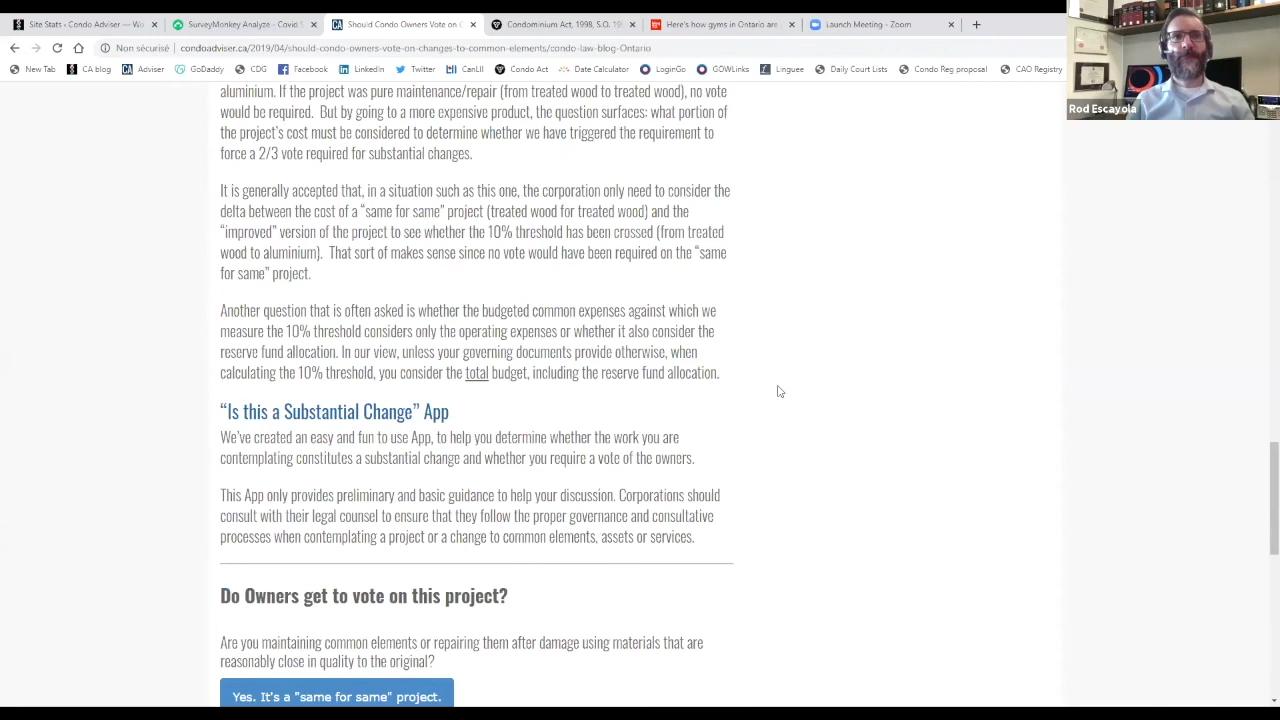 Site Stats ‹ Condo Adviser — Wo
SurveyMonkey Analyze - Covid S
Should Condo Owners Vote on C
Condominium Act, 1998, S.O. 19
Here's how gyms in Ontario are
Launch Meeting - Zoom
Non sécurisé | condoadviser.ca/2019/04/should-condo-owners-vote-on-changes-to-common-elements/condo-law-blog-Ontario
New Tab CA blog Adviser GoDaddy CDG Facebook LinkedIn Twitter CanLII Condo Act Date Calculator LoginGo GOWLinks Linguee Daily Court Lists Condo Reg proposal CAO Registry
Rod Escayola
aluminium. If the project was pure maintenance/repair (from treated wood to treated wood), no vote
would be required. But by going to a more expensive product, the question surfaces: what portion of
the project's cost must be considered to determine whether we have triggered the requirement to
force a 2/3 vote required for substantial changes.
It is generally accepted that, in a situation such as this one, the corporation only need to consider the
delta between the cost of a “same for same” project (treated wood for treated wood) and the
“improved” version of the project to see whether the 10% threshold has been crossed (from treated
wood to aluminium). That sort of makes sense since no vote would have been required on the “same
for same” project.
Another question that is often asked is whether the budgeted common expenses against which we
measure the 10% threshold considers only the operating expenses or whether it also consider the
reserve fund allocation. In our view, unless your governing documents provide otherwise, when
calculating the 10% threshold, you consider the total budget, including the reserve fund allocation.
“Is this a Substantial Change” App
We've created an easy and fun to use App, to help you determine whether the work you are
contemplating constitutes a substantial change and whether you require a vote of the owners.
This App only provides preliminary and basic guidance to help your discussion. Corporations should
consult with their legal counsel to ensure that they follow the proper governance and consultative
processes when contemplating a project or a change to common elements, assets or services.
Do Owners get to vote on this project?
Are you maintaining common elements or repairing them after damage using materials that are
reasonably close in quality to the original?
Yes. It's a "same for same" project.